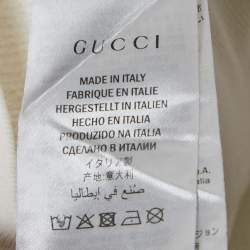 GUCCI
MADE IN ITALY
FABRIQUE EN ITALIE
HERGESTELLT IN ITALIEN
HECHO EN ITALIA
PRODUZIDO NA ITALIA
СДЕЛАНО В ИТАЛИИ
イタリア製
产地:意大利
صُنع في إيطاليا